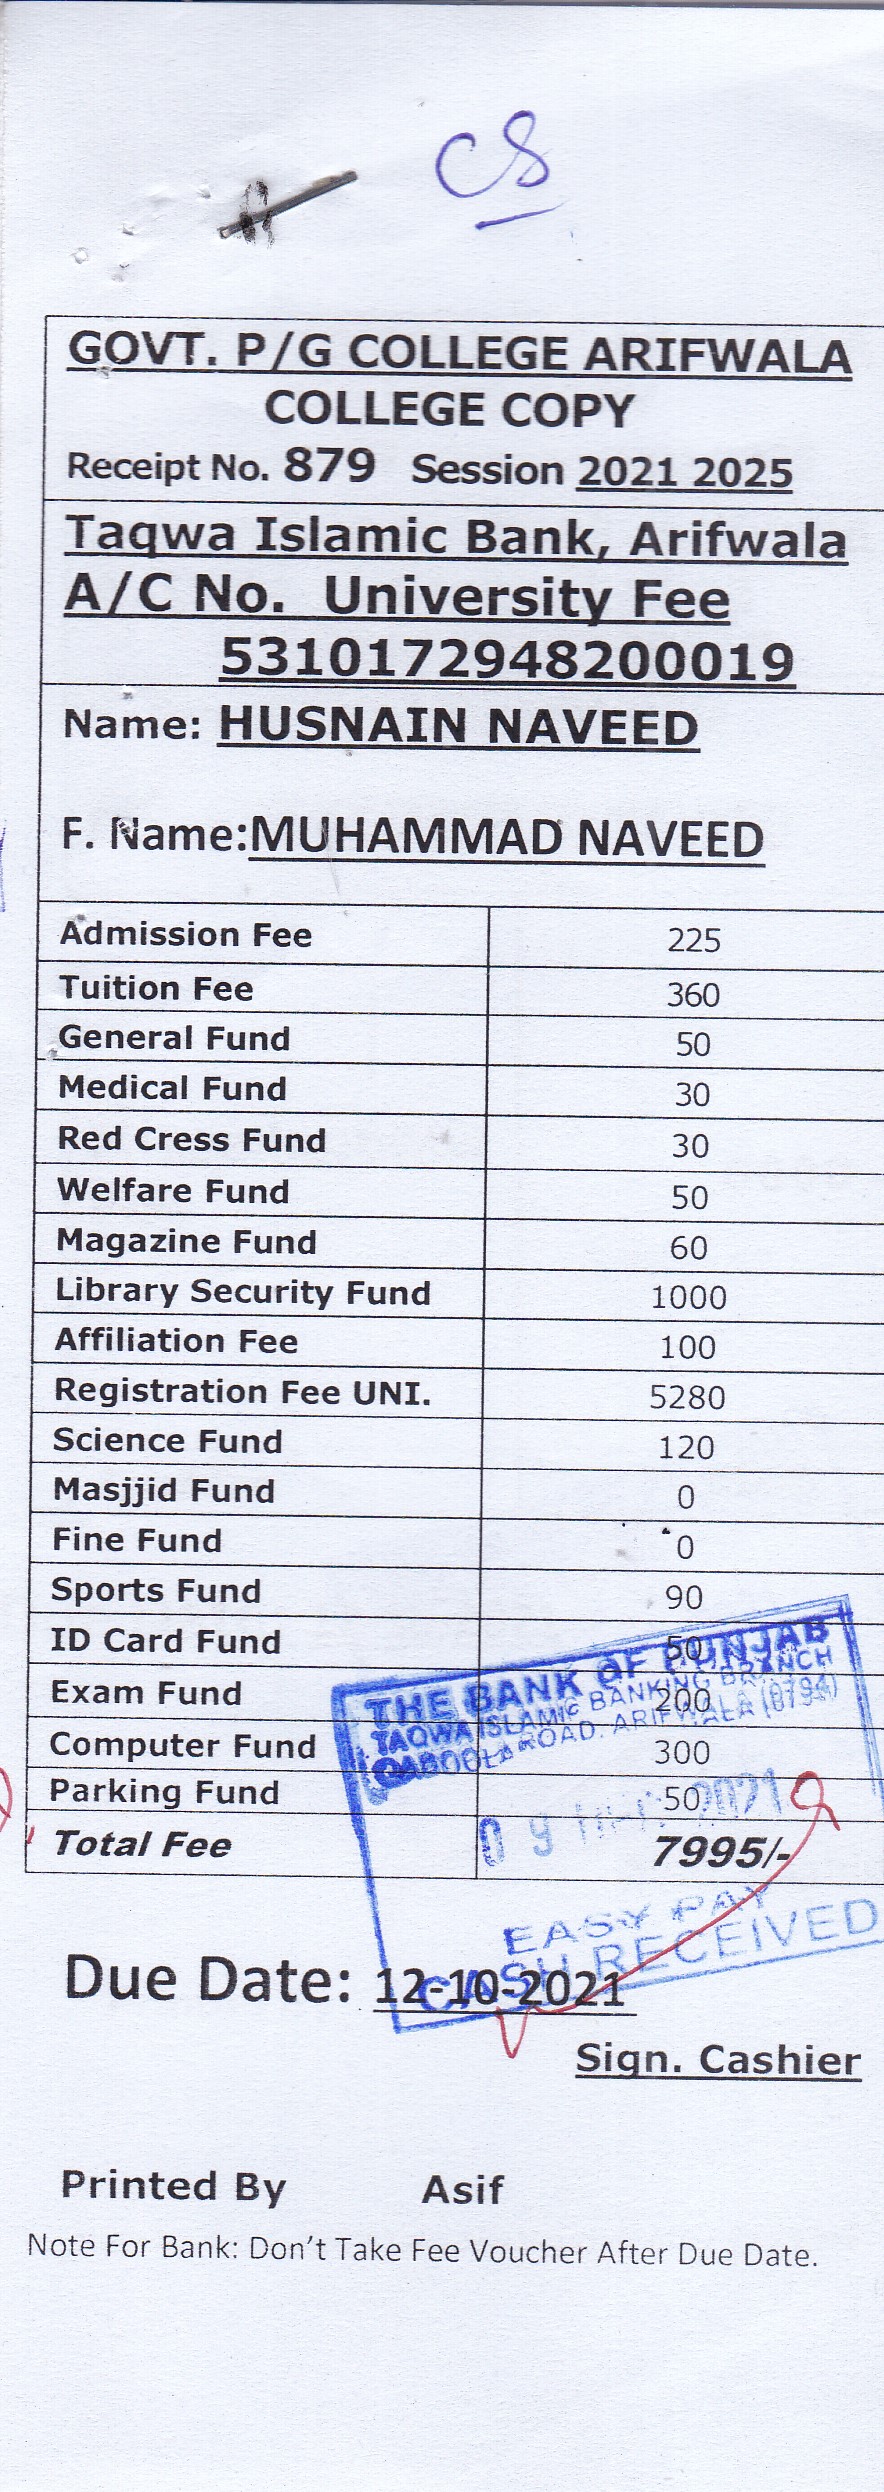 CS
GOVT. P/G COLLEGE ARIFWALA
COLLEGE COPY
Receipt No. 879 Session 2021 2025
Taqwa Islamic Bank, Arifwala
A/C No. University Fee
5310172948200019
Name: HUSNAIN NAVEED
F. Name:MUHAMMAD NAVEED
Admission Fee 225
Tuition Fee 360
General Fund 50
Medical Fund 30
Red Cress Fund 30
Welfare Fund 50
Magazine Fund 60
Library Security Fund 1000
Affiliation Fee 100
Registration Fee UNI. 5280
Science Fund 120
Masjjid Fund 0
Fine Fund 0
Sports Fund 90
ID Card Fund 50
Exam Fund 200
Computer Fund 300
Parking Fund 50
Total Fee 7995/-
THE BANK OF PUNJAB
TAQWA ISLAMIC BANKING BRANCH
QABOOLA ROAD. ARIFWALA (0794)
09 2021
EASY PAY
CASH RECEIVED
Due Date: 12-10-2021
Sign. Cashier
Printed By Asif
Note For Bank: Don't Take Fee Voucher After Due Date.